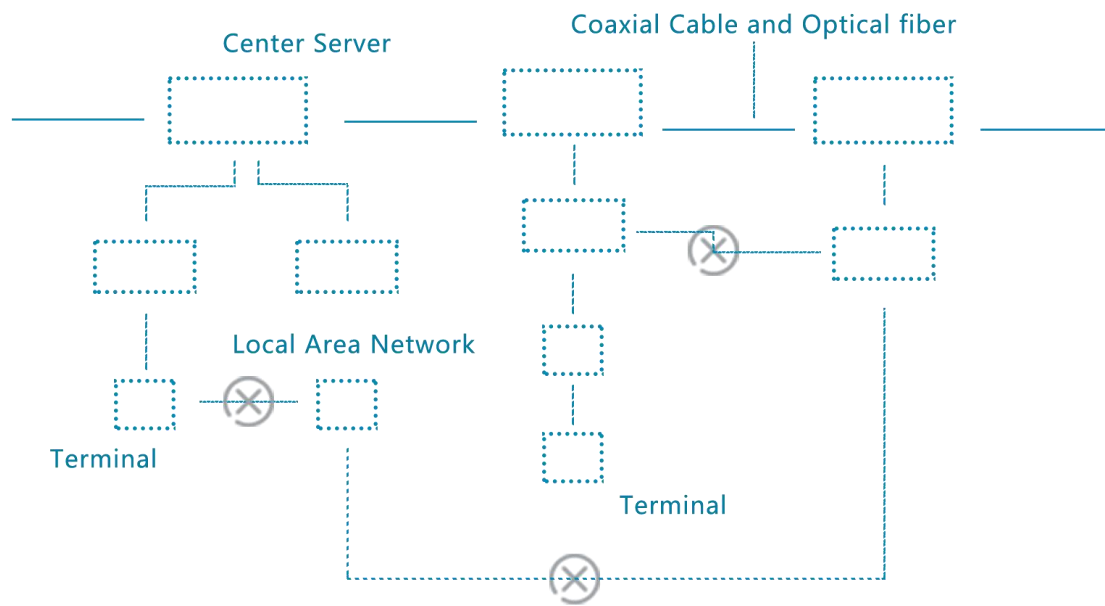 Coaxial Cable and Optical fiber
Center Server
Local Area Network
Terminal
Terminal